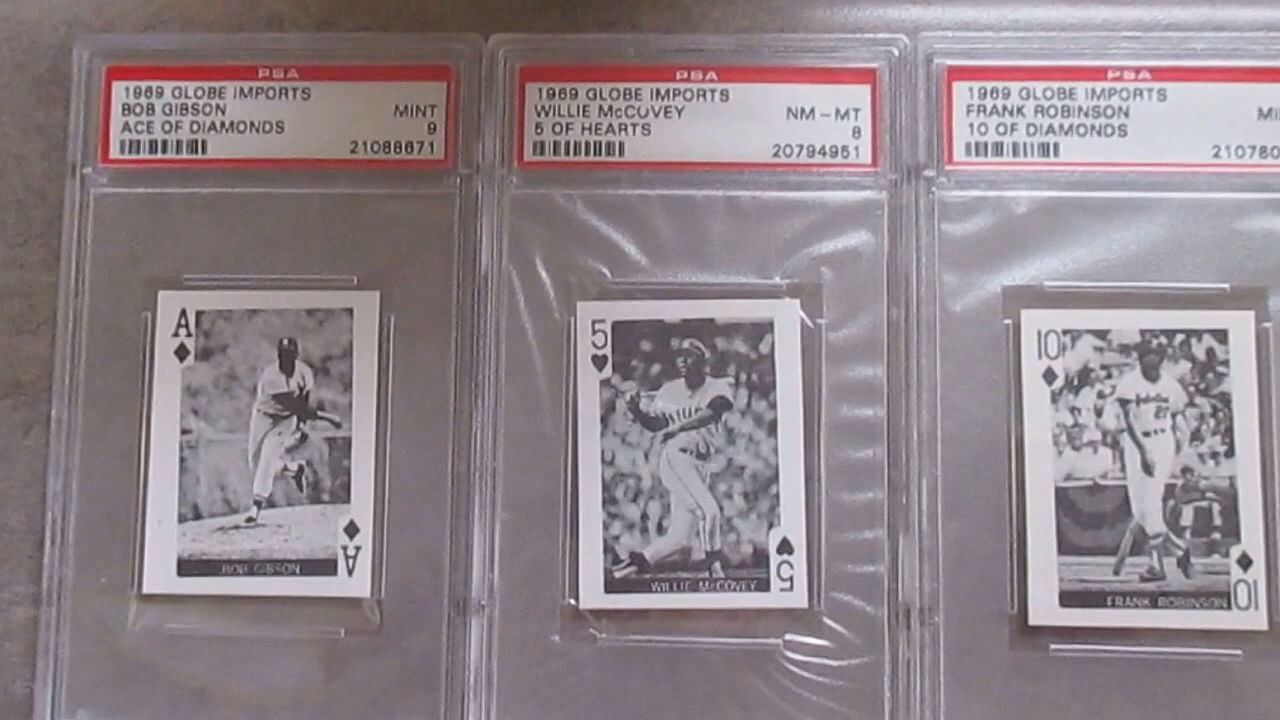 PSA
1969 GLOBE IMPORTS
BOB GIBSON MINT
ACE OF DIAMONDS 9
21088671
A
BOB GIBSON
A
PSA
1969 GLOBE IMPORTS
WILLIE McCOVEY NM-MT
5 OF HEARTS 8
20794951
5
WILLIE McCOVEY
5
PSA
1969 GLOBE IMPORTS
FRANK ROBINSON
10 OF DIAMONDS
210780
10
FRANK ROBINSON
10